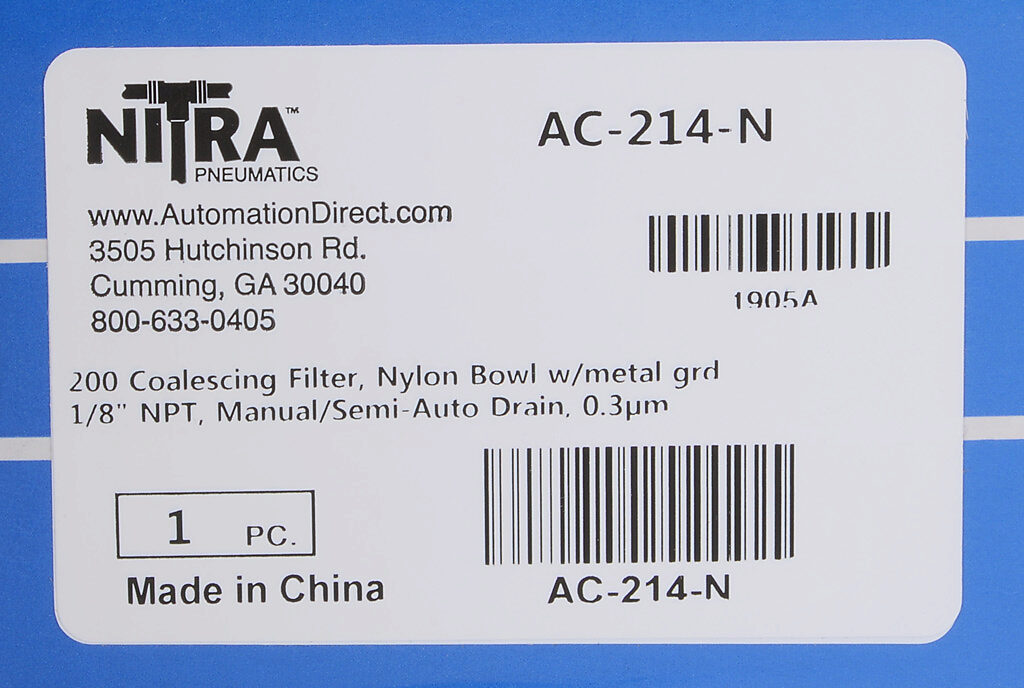 NITRA™
PNEUMATICS
AC-214-N
www.AutomationDirect.com
3505 Hutchinson Rd.
Cumming, GA 30040
800-633-0405
1905A
200 Coalescing Filter, Nylon Bowl w/metal grd
1/8" NPT, Manual/Semi-Auto Drain, 0.3µm
1 PC.
Made in China
AC-214-N